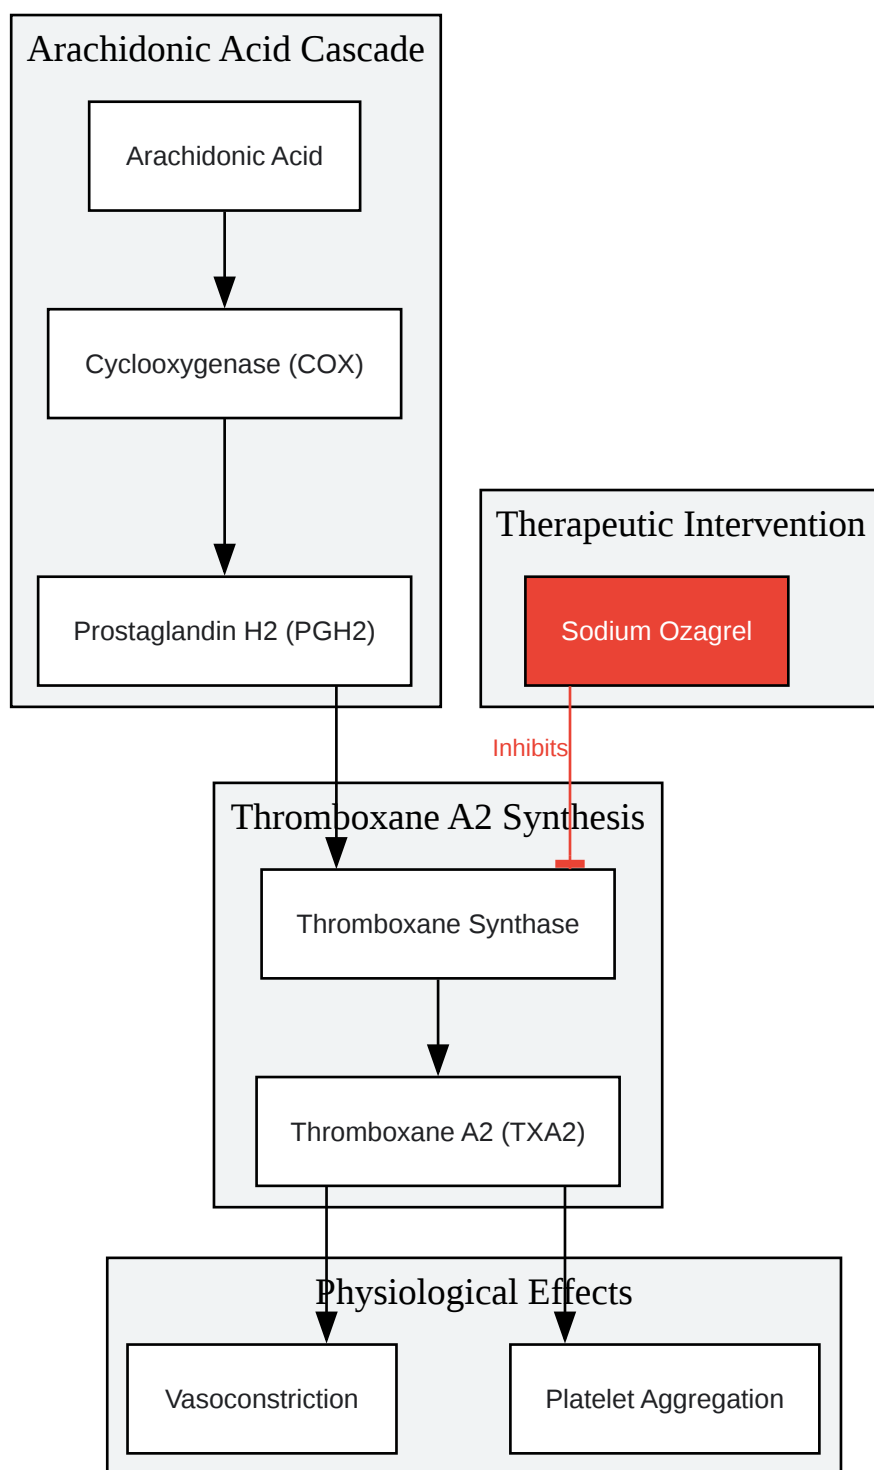 Arachidonic Acid Cascade
Arachidonic Acid
Cyclooxygenase (COX)
Therapeutic Intervention
Prostaglandin H2 (PGH2)
Sodium Ozagrel
Inhibits
Thromboxane A2 Synthesis
Thromboxane Synthase
Thromboxane A2 (TXA2)
Physiological Effects
Vasoconstriction
Platelet Aggregation